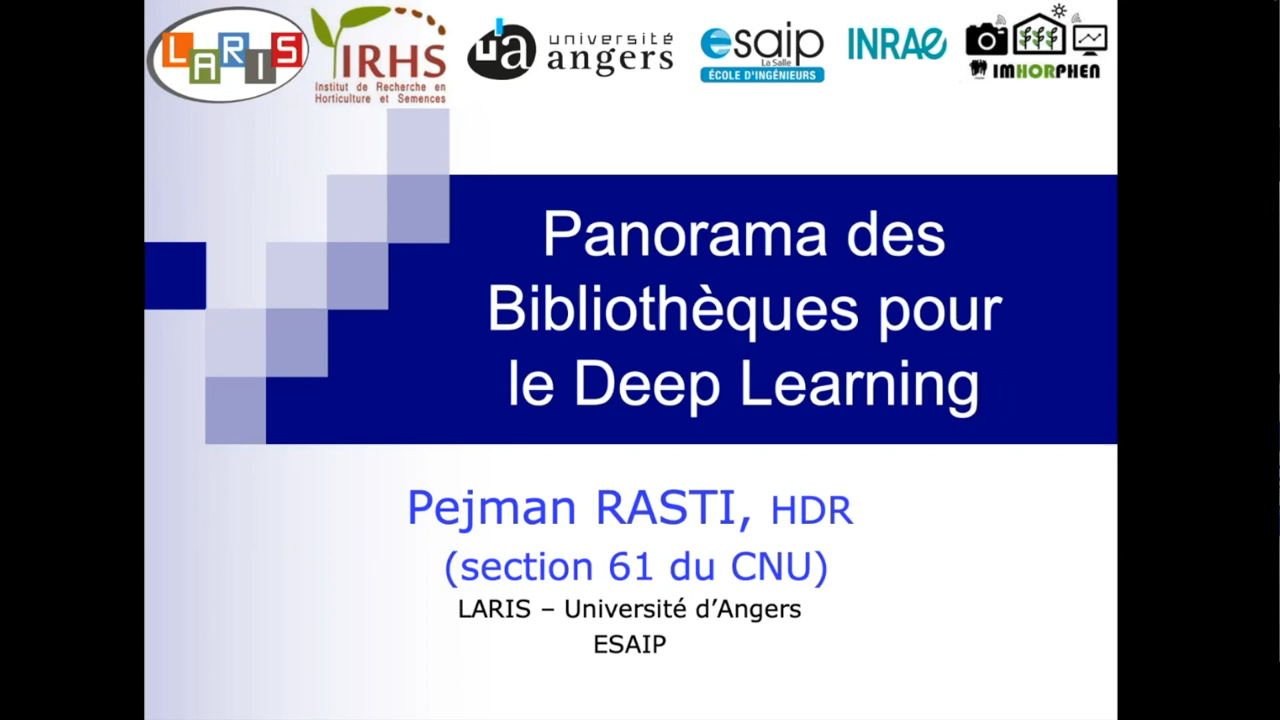 LARIS
IRHS
Institut de Recherche en
Horticulture et Semences
ua
université
angers
esaip
La Salle
ÉCOLE D'INGÉNIEURS
INRAE
IMHORPHEN
Panorama des
Bibliothèques pour
le Deep Learning
Pejman RASTI, HDR
(section 61 du CNU)
LARIS – Université d’Angers
ESAIP